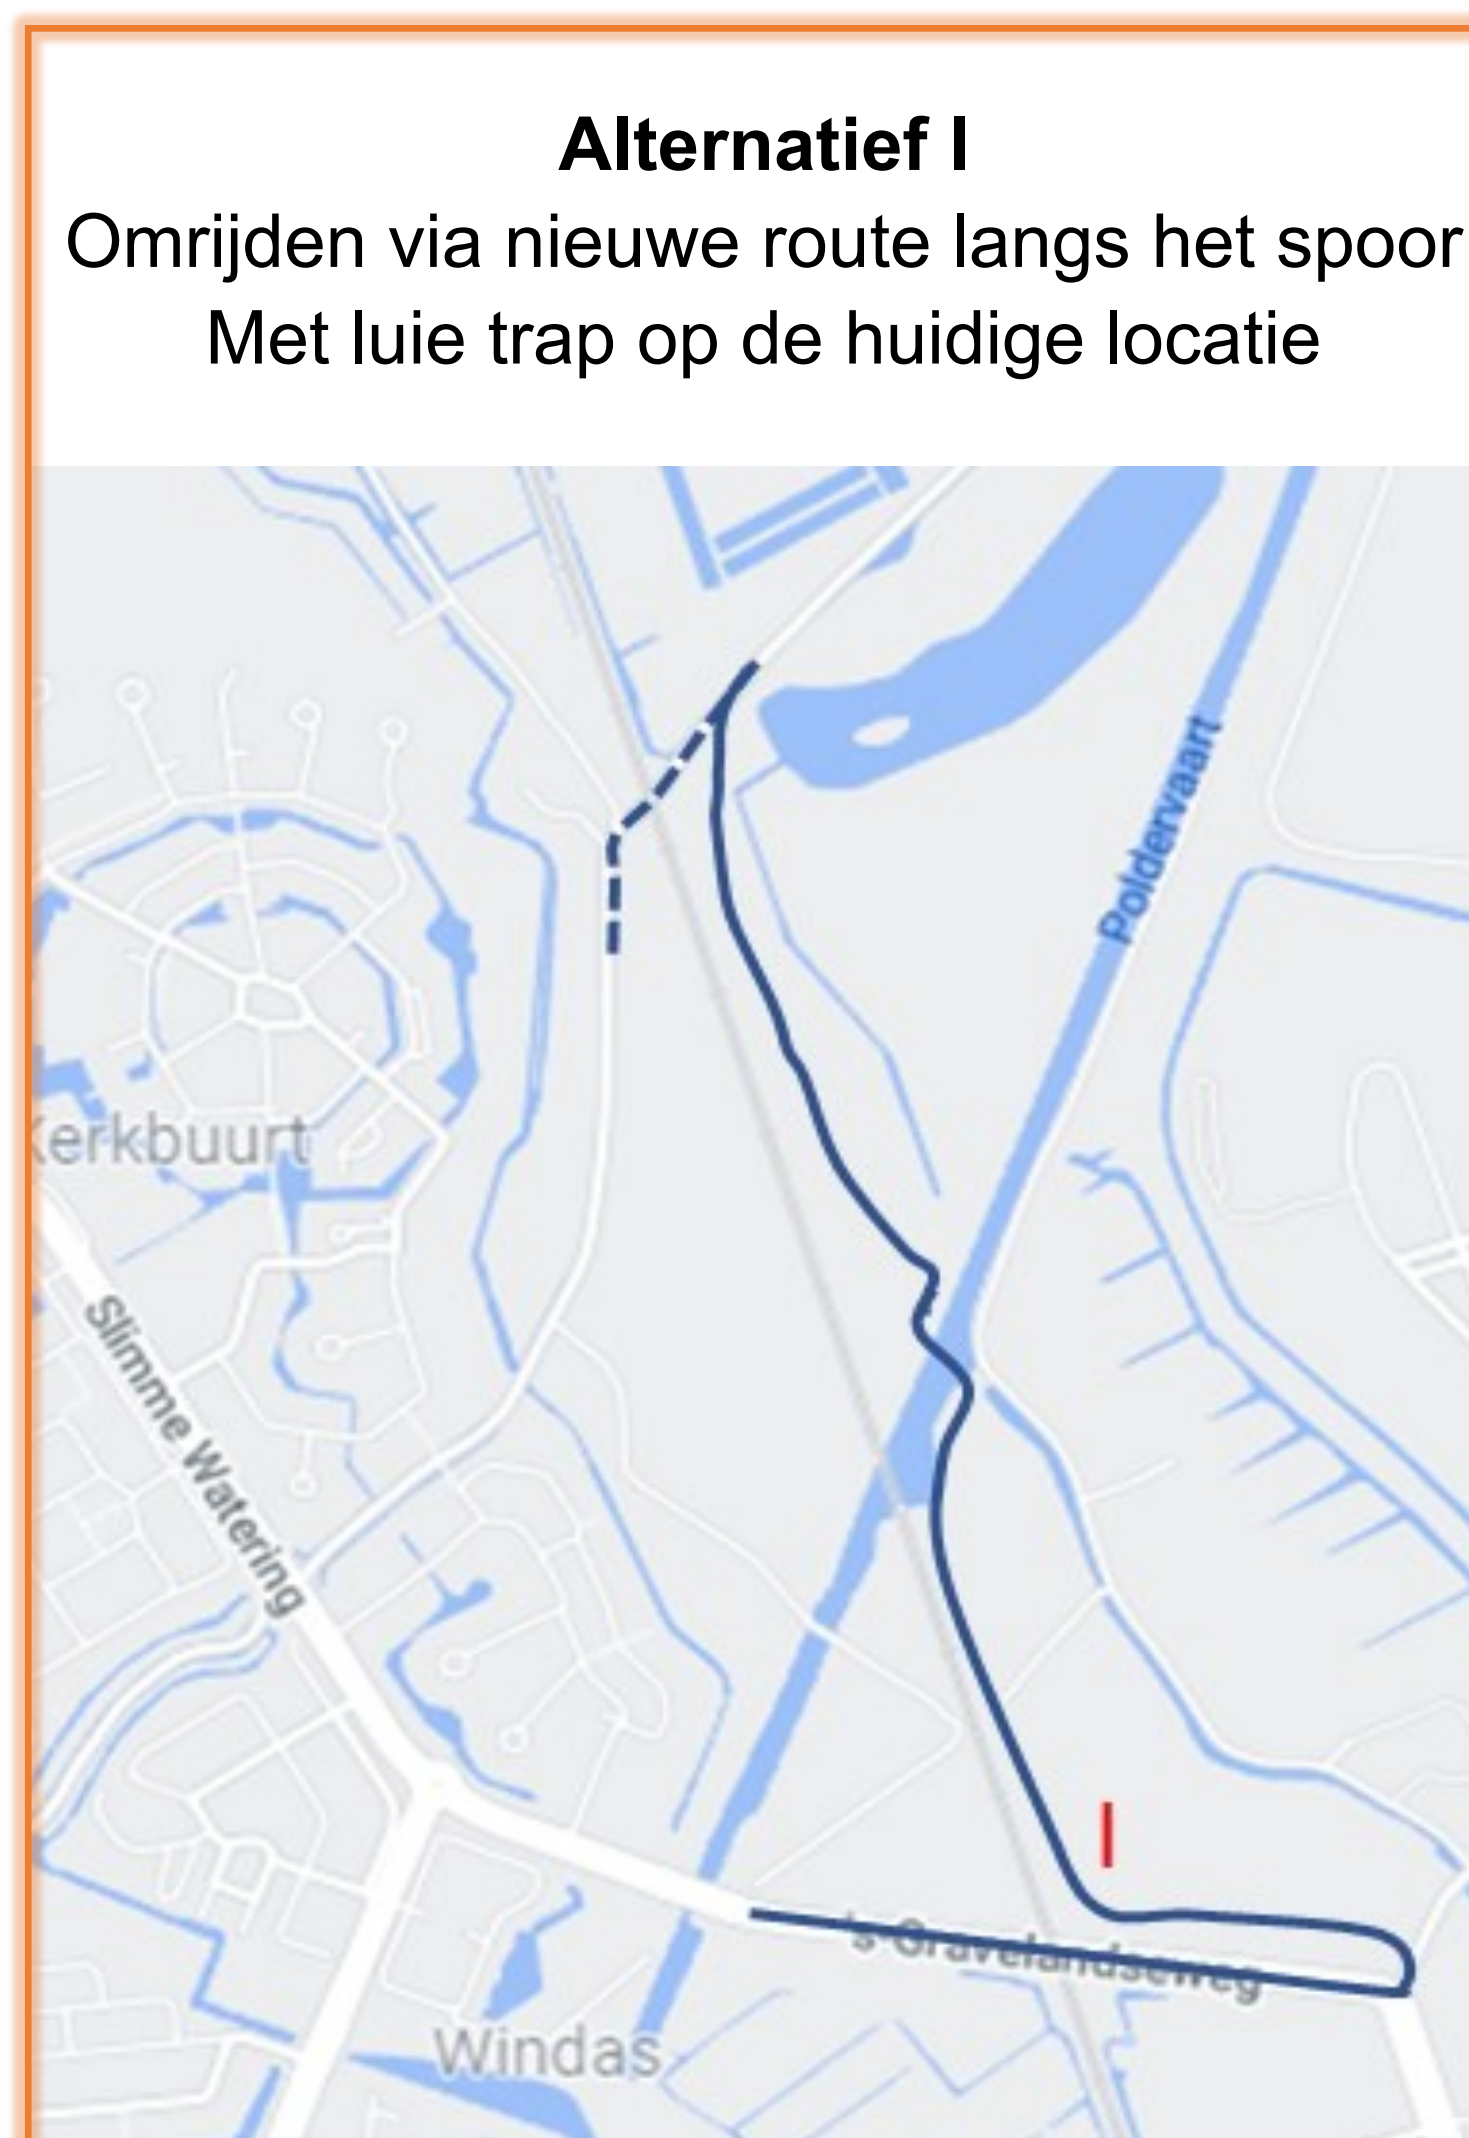 Alternatief I
Omrijden via nieuwe route langs het spoor
Met luie trap op de huidige locatie
Poldervaart
Kerkbuurt
Slimme Watering
I
's-Gravelandseweg
Windas